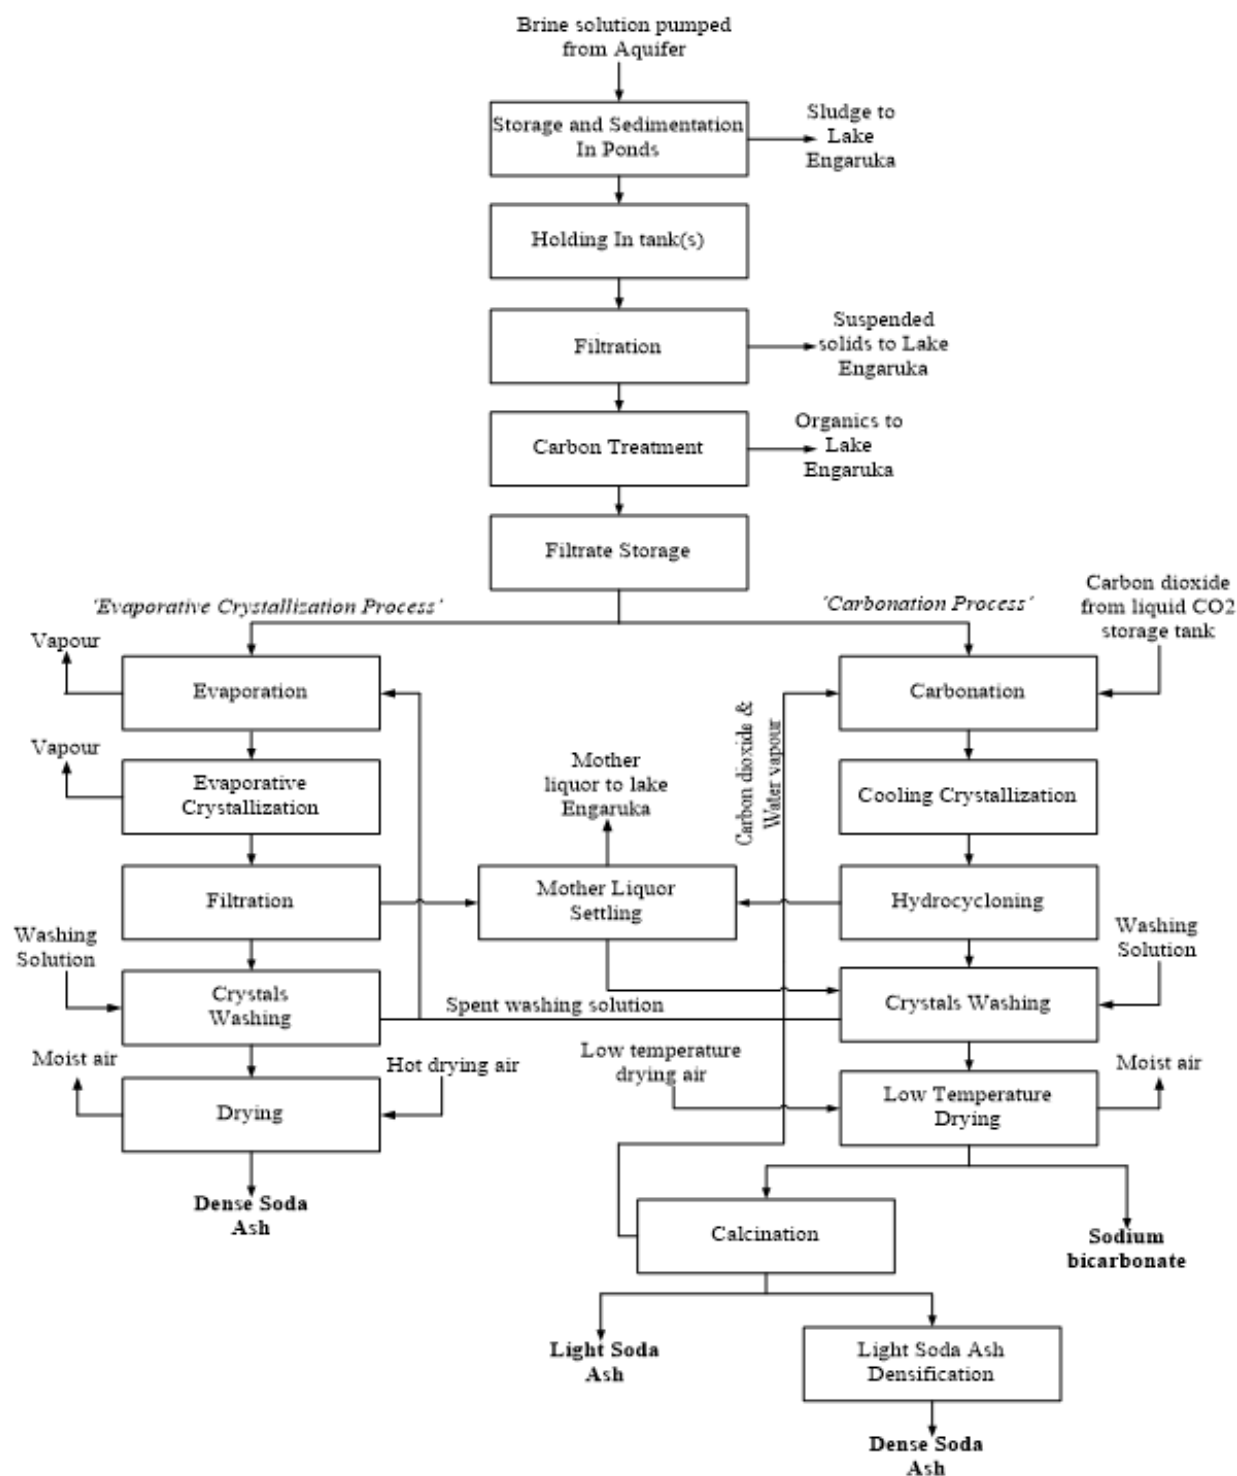 Brine solution pumped
from Aquifer
Storage and Sedimentation
In Ponds
Sludge to
Lake
Engaruka
Holding In tank(s)
Filtration
Suspended
solids to Lake
Engaruka
Carbon Treatment
Organics to
Lake
Engaruka
Filtrate Storage
'Evaporative Crystallization Process'
'Carbonation Process'
Carbon dioxide
from liquid CO2
storage tank
Vapour
Evaporation
Carbonation
Carbon dioxide &
Water vapour
Vapour
Evaporative
Crystallization
Mother
liquor to lake
Engaruka
Cooling Crystallization
Filtration
Mother Liquor
Settling
Hydrocycloning
Washing
Solution
Washing
Solution
Crystals
Washing
Spent washing solution
Crystals Washing
Moist air
Hot drying air
Low temperature
drying air
Moist air
Drying
Low Temperature
Drying
Dense Soda
Ash
Calcination
Sodium
bicarbonate
Light Soda
Ash
Light Soda Ash
Densification
Dense Soda
Ash